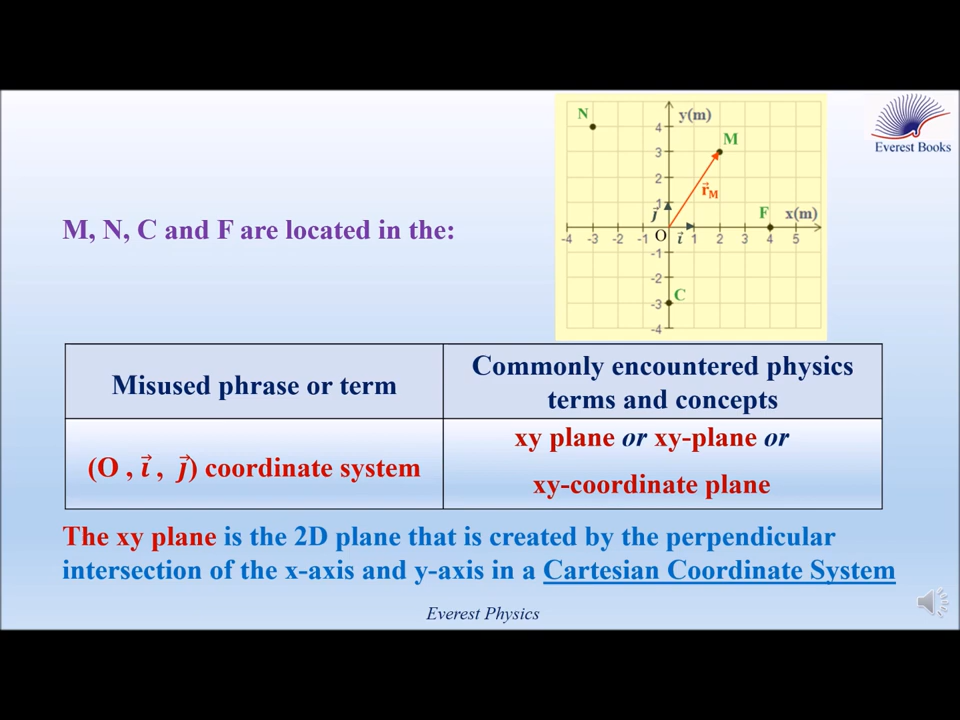 N
y(m)
4
M
3
2
r⃗M
1
j⃗
F
x(m)
-4 -3 -2 -1 O i⃗ 1 2 3 4 5
-1
-2
-3
C
-4
Everest Books
M, N, C and F are located in the:
Misused phrase or term
Commonly encountered physics
terms and concepts
(O , i⃗ , j⃗) coordinate system
xy plane or xy-plane or
xy-coordinate plane
The xy plane is the 2D plane that is created by the perpendicular
intersection of the x-axis and y-axis in a Cartesian Coordinate System
Everest Physics